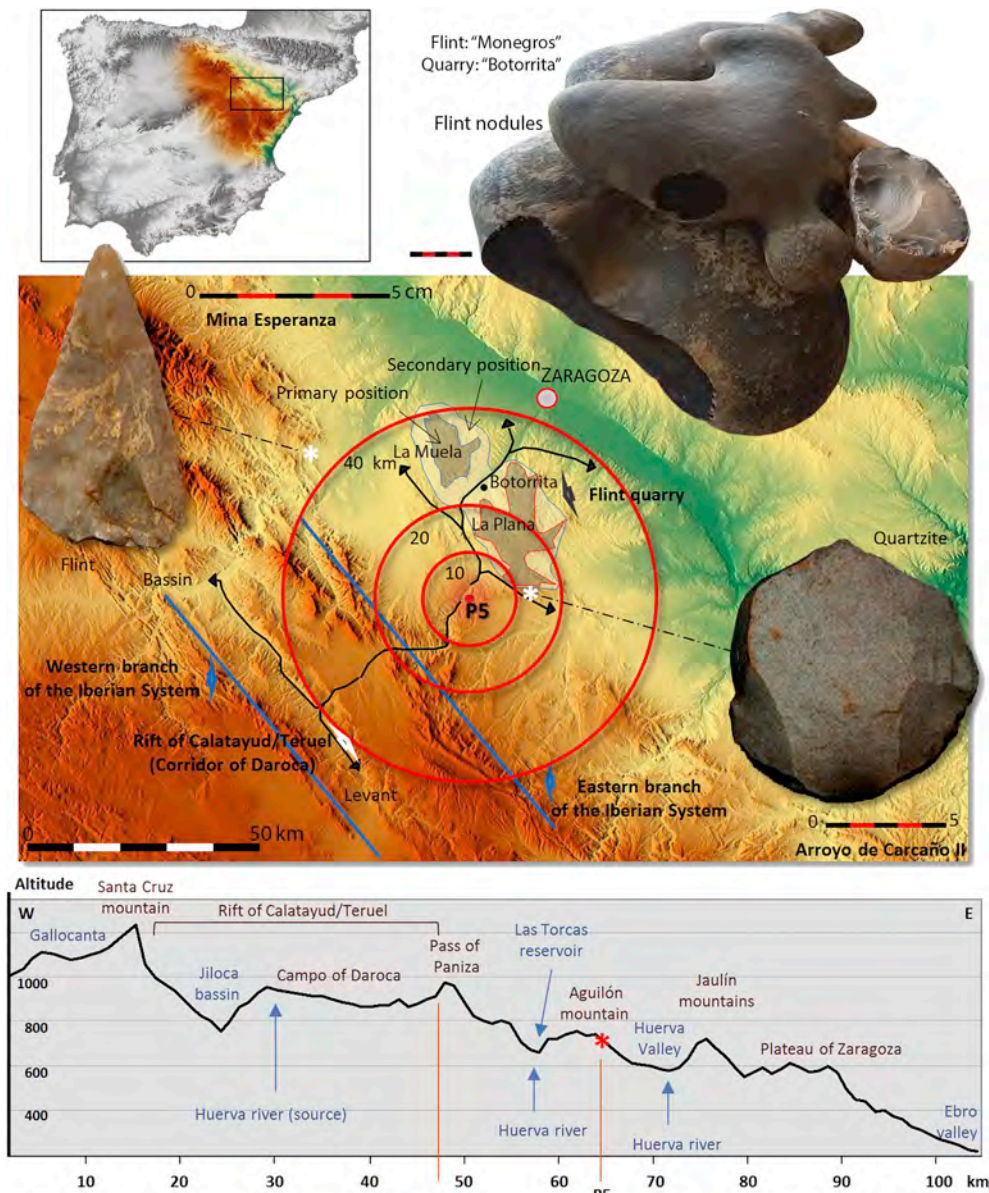 Flint: "Monegros"
Quarry: "Botorrita"
Flint nodules
0 5 cm
Mina Esperanza
Secondary position
ZARAGOZA
Primary position
La Muela
40 km
Botorrita
Flint quarry
La Plana
20
Quartzite
Flint
Bassin
10
P5
Western branch
of the Iberian System
Rift of Calatayud/Teruel
(Corridor of Daroca)
Levant
Eastern branch
of the Iberian System
0 50 km
0 5
Arroyo de Carcaño II
Altitude
Santa Cruz
mountain
W
E
Rift of Calatayud/Teruel
Las Torcas
reservoir
Gallocanta
Pass of
Paniza
1000
Jiloca
bassin
Campo of Daroca
Aguilón
mountain
Jaulín
mountains
800
Huerva
Valley
Plateau of Zaragoza
600
400
Huerva river (source)
Huerva river
Huerva river
Ebro
valley
10 20 30 40 50 60 70 80 90 100 km